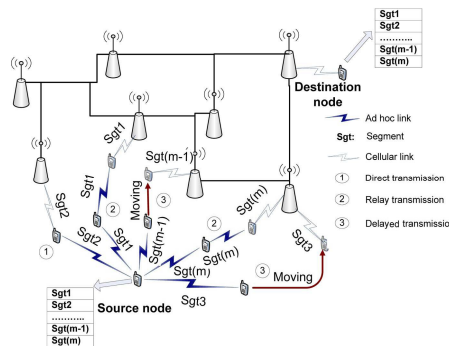 Sgt1
Sgt2
...........
Sgt(m-1)
Sgt(m)
Destination
node
Ad hoc link
Sgt: Segment
Cellular link
1 Direct transmission
2 Relay transmission
3 Delayed transmission
Sgt1
Sgt(m-1)
Sgt2
Sgt1
2
Moving
3
Sgt(m-1)
2
Sgt(m)
Sgt3
1
Sgt2
Sgt1
Sgt(m)
Sgt(m)
3
Moving
Sgt3
Source node
Sgt1
Sgt2
...........
Sgt(m-1)
Sgt(m)